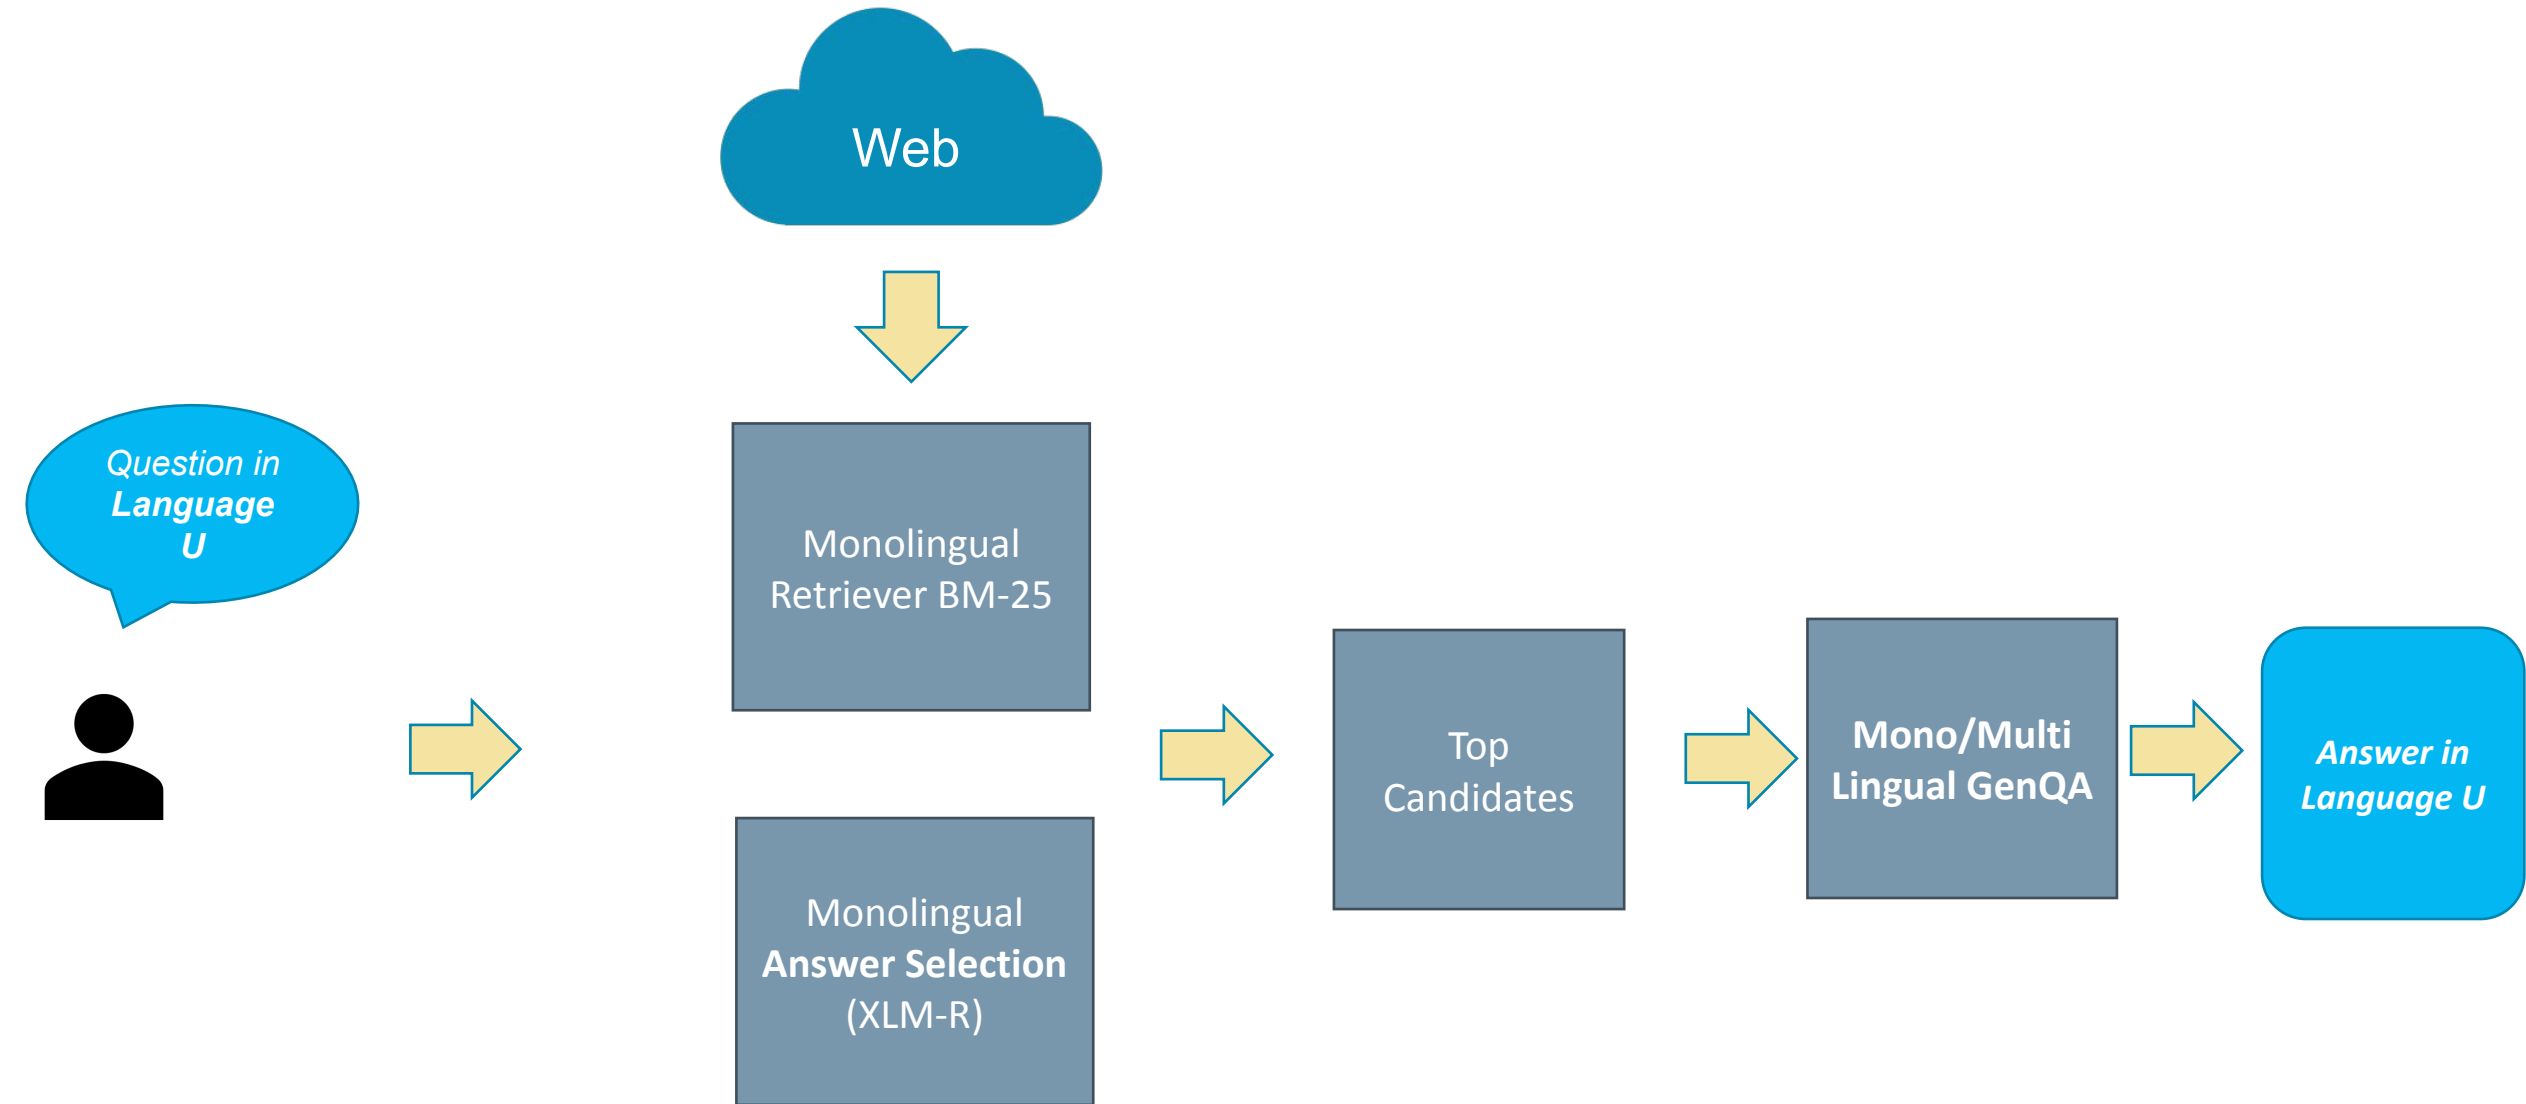 Web
Question in
Language
U
Monolingual
Retriever BM-25
Monolingual
Answer Selection
(XLM-R)
Top
Candidates
Mono/Multi
Lingual GenQA
Answer in
Language U